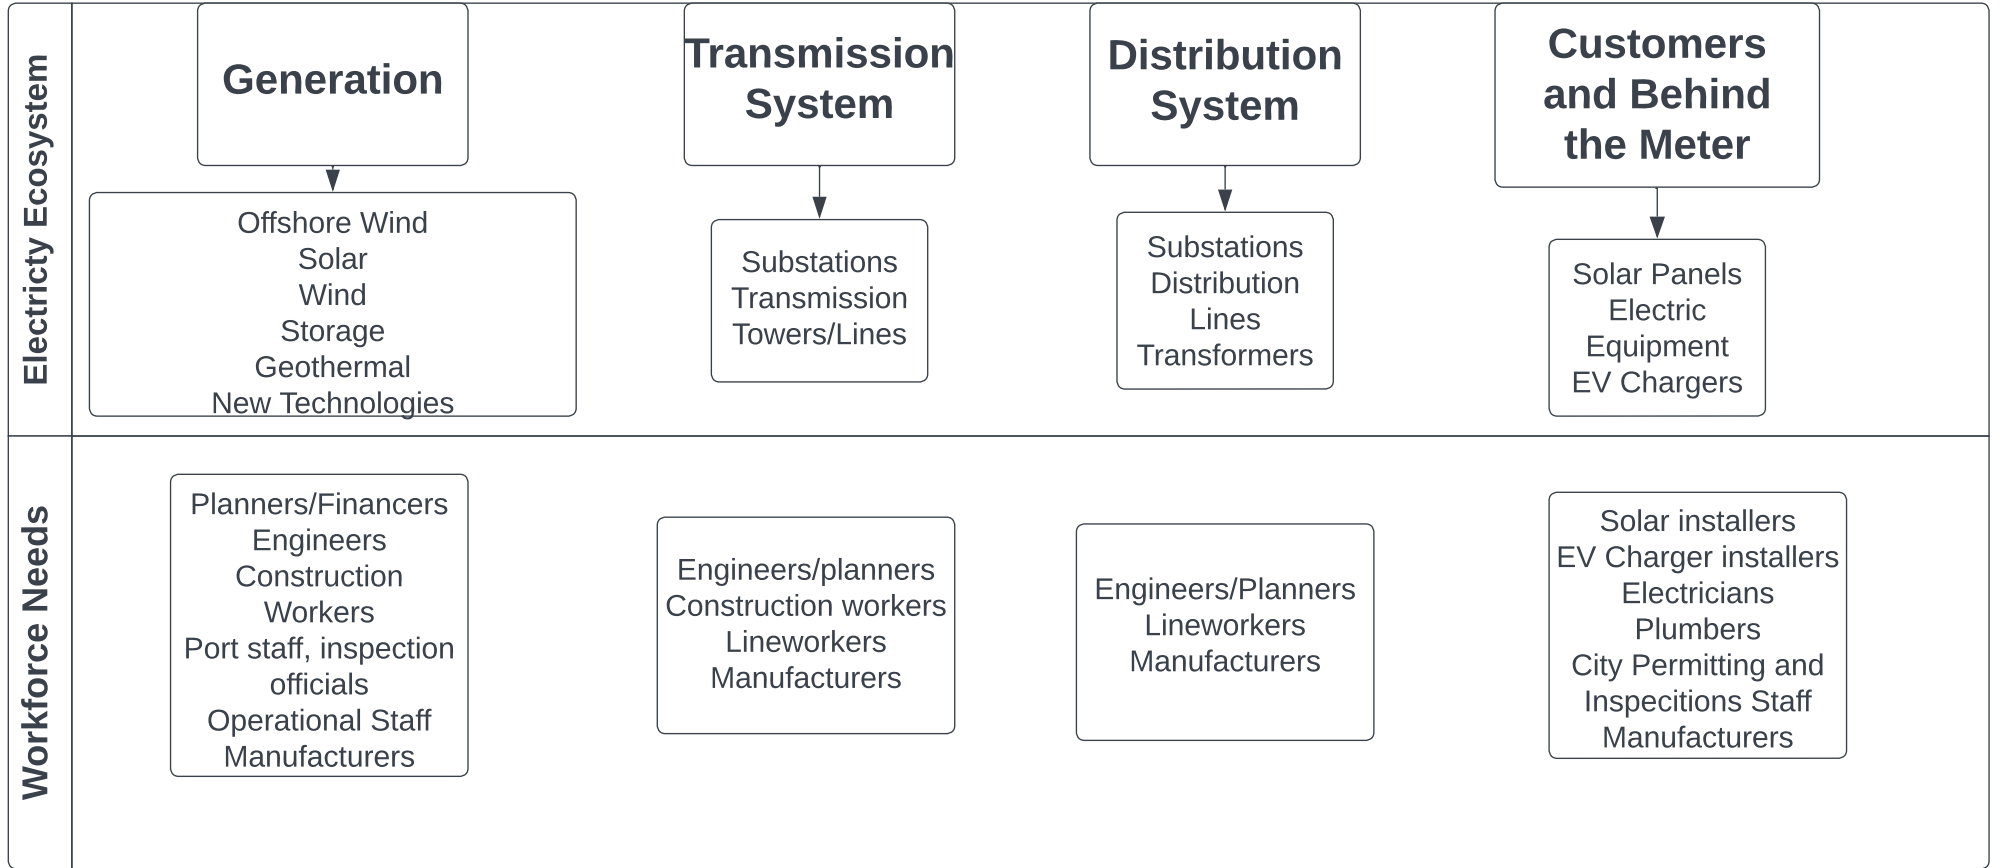 Electricty Ecosystem
Generation
Offshore Wind
Solar
Wind
Storage
Geothermal
New Technologies
Transmission
System
Substations
Transmission
Towers/Lines
Distribution
System
Substations
Distribution
Lines
Transformers
Customers
and Behind
the Meter
Solar Panels
Electric
Equipment
EV Chargers
Workforce Needs
Planners/Financers
Engineers
Construction
Workers
Port staff, inspection
officials
Operational Staff
Manufacturers
Engineers/planners
Construction workers
Lineworkers
Manufacturers
Engineers/Planners
Lineworkers
Manufacturers
Solar installers
EV Charger installers
Electricians
Plumbers
City Permitting and
Inspecitions Staff
Manufacturers